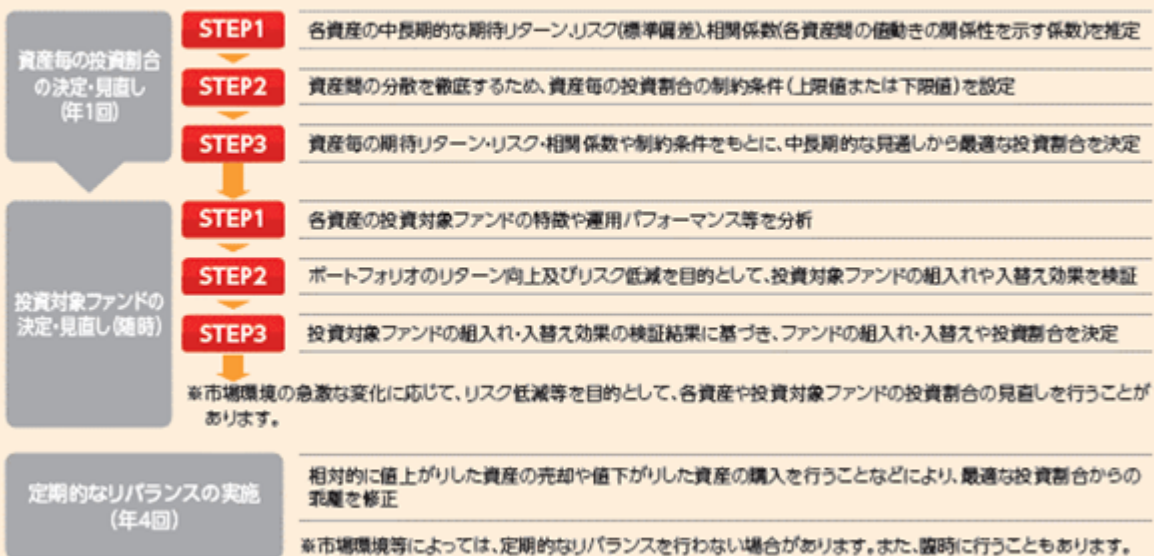 資産毎の投資割合
の決定・見直し
(年1回)
STEP1
各資産の中長期的な期待リターン、リスク(標準偏差)、相関係数(各資産間の値動きの関係性を示す係数)を推定
STEP2
資産間の分散を徹底するため、資産毎の投資割合の制約条件(上限値または下限値)を設定
STEP3
資産毎の期待リターン・リスク・相関係数や制約条件をもとに、中長期的な見通しから最適な投資割合を決定
投資対象ファンドの
決定・見直し(随時)
STEP1
各資産の投資対象ファンドの特徴や運用パフォーマンス等を分析
STEP2
ポートフォリオのリターン向上及びリスク低減を目的として、投資対象ファンドの組入れや入替え効果を検証
STEP3
投資対象ファンドの組入れ・入替え効果の検証結果に基づき、ファンドの組入れ・入替えや投資割合を決定
※市場環境の急激な変化に応じて、リスク低減等を目的として、各資産や投資対象ファンドの投資割合の見直しを行うことが
あります。
定期的なリバランスの実施
(年4回)
相対的に値上がりした資産の売却や値下がりした資産の購入を行うことなどにより、最適な投資割合からの
乖離を修正
※市場環境等によっては、定期的なリバランスを行わない場合があります。また、臨時に行うこともあります。